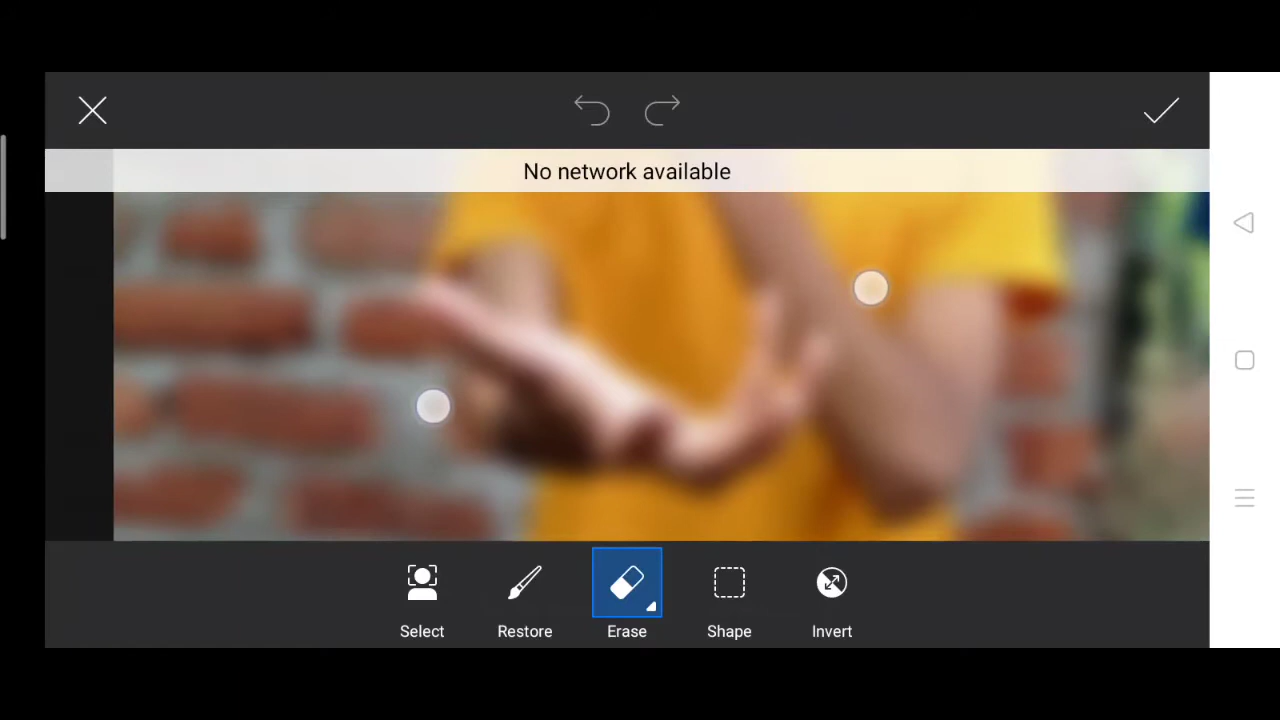 No network available
Select
Restore
Erase
Shape
Invert